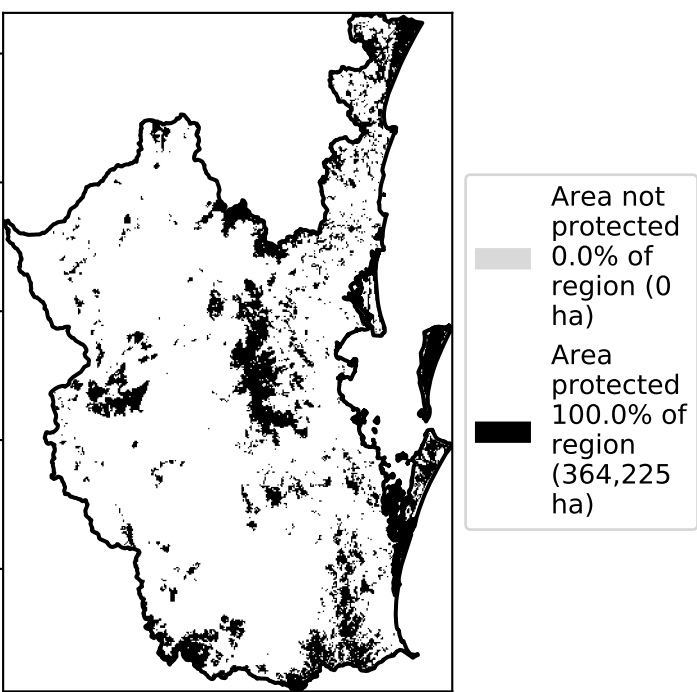 Area not
protected
0.0% of
region (0
ha)
Area
protected
100.0% of
region
(364,225
ha)